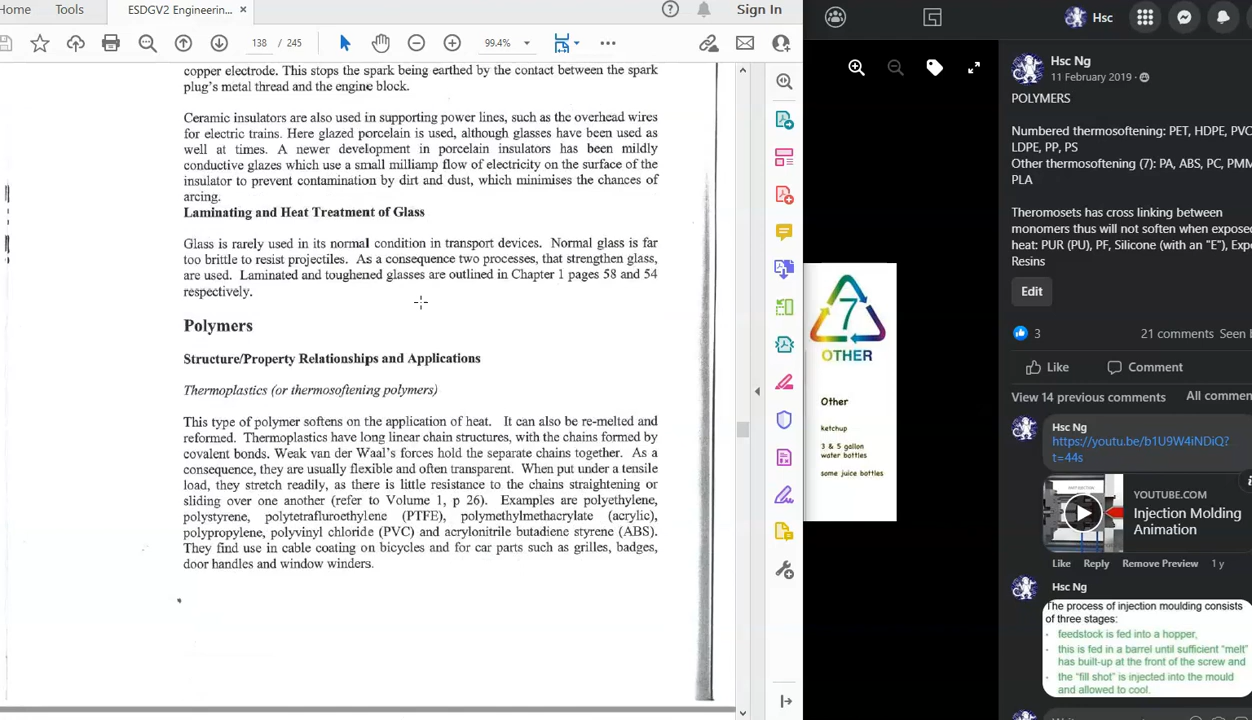 Home
Tools
ESDGV2 Engineerin...
Sign In
138 / 245
99.4%
copper electrode. This stops the spark being earthed by the contact between the spark
plug's metal thread and the engine block.
Ceramic insulators are also used in supporting power lines, such as the overhead wires
for electric trains. Here glazed porcelain is used, although glasses have been used as
well at times. A newer development in porcelain insulators has been mildly
conductive glazes which use a small milliamp flow of electricity on the surface of the
insulator to prevent contamination by dirt and dust, which minimises the chances of
arcing.
Laminating and Heat Treatment of Glass
Glass is rarely used in its normal condition in transport devices. Normal glass is far
too brittle to resist projectiles. As a consequence two processes, that strengthen glass,
are used. Laminated and toughened glasses are outlined in Chapter 1 pages 58 and 54
respectively.
Polymers
Structure/Property Relationships and Applications
Thermoplastics (or thermosoftening polymers)
This type of polymer softens on the application of heat. It can also be re-melted and
reformed. Thermoplastics have long linear chain structures, with the chains formed by
covalent bonds. Weak van der Waal's forces hold the separate chains together. As a
consequence, they are usually flexible and often transparent. When put under a tensile
load, they stretch readily, as there is little resistance to the chains straightening or
sliding over one another (refer to Volume 1, p 26). Examples are polyethylene,
polystyrene, polytetrafluroethylene (PTFE), polymethylmethacrylate (acrylic),
polypropylene, polyvinyl chloride (PVC) and acrylonitrile butadiene styrene (ABS).
They find use in cable coating on bicycles and for car parts such as grilles, badges,
door handles and window winders.
7
OTHER
Other
ketchup
3 & 5 gallon
water bottles
some juice bottles
Hsc
Hsc Ng
11 February 2019
POLYMERS
Numbered thermosoftening: PET, HDPE, PVC
LDPE, PP, PS
Other thermosoftening (7): PA, ABS, PC, PMM
PLA
Theromosets has cross linking between
monomers thus will not soften when exposed
heat: PUR (PU), PF, Silicone (with an "E"), Expo
Resins
Edit
3
21 comments Seen
Like
Comment
View 14 previous comments
All commen
Hsc Ng
https://youtu.be/b1U9W4iNDiQ?
t=44s
YOUTUBE.COM
Injection Molding
Animation
Like Reply Remove Preview 1 y
Hsc Ng
The process of injection moulding consists
of three stages:
· feedstock is fed into a hopper,
· this is fed in a barrel until sufficient "melt"
has built-up at the front of the screw and
· the "fill shot" is injected into the mould
and allowed to cool.